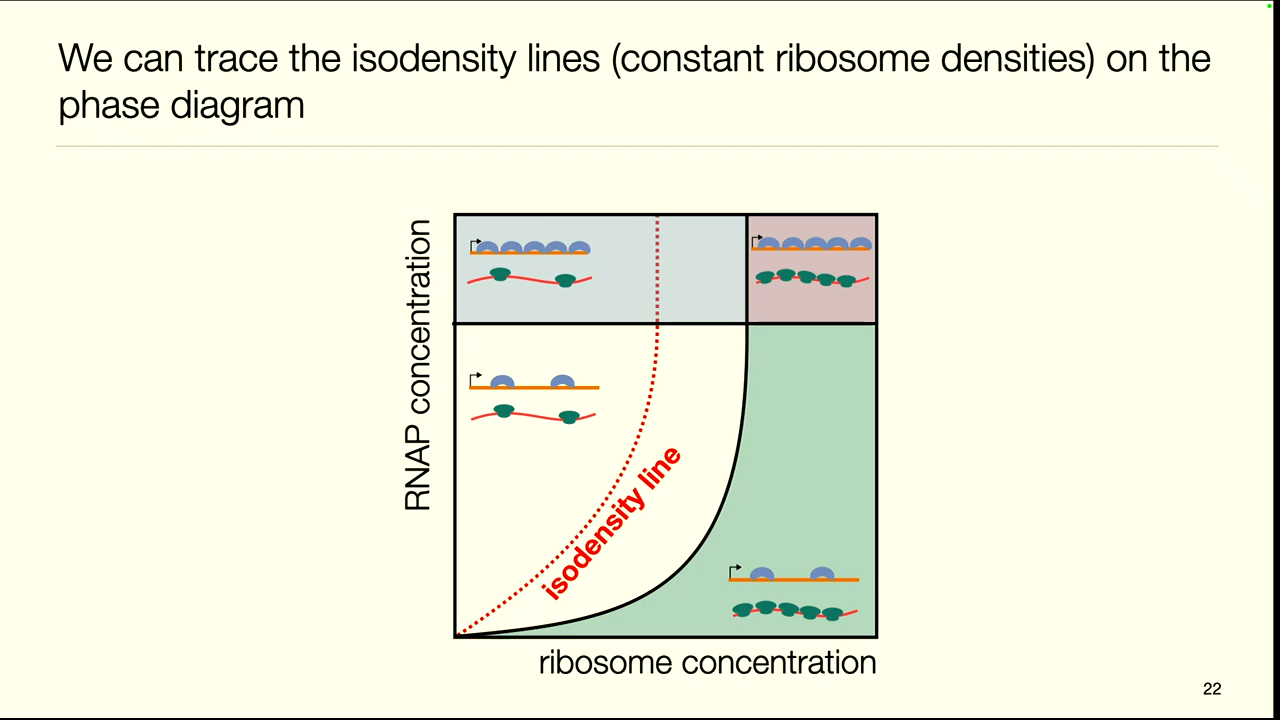 We can trace the isodensity lines (constant ribosome densities) on the
phase diagram
RNAP concentration
isodensity line
ribosome concentration
22